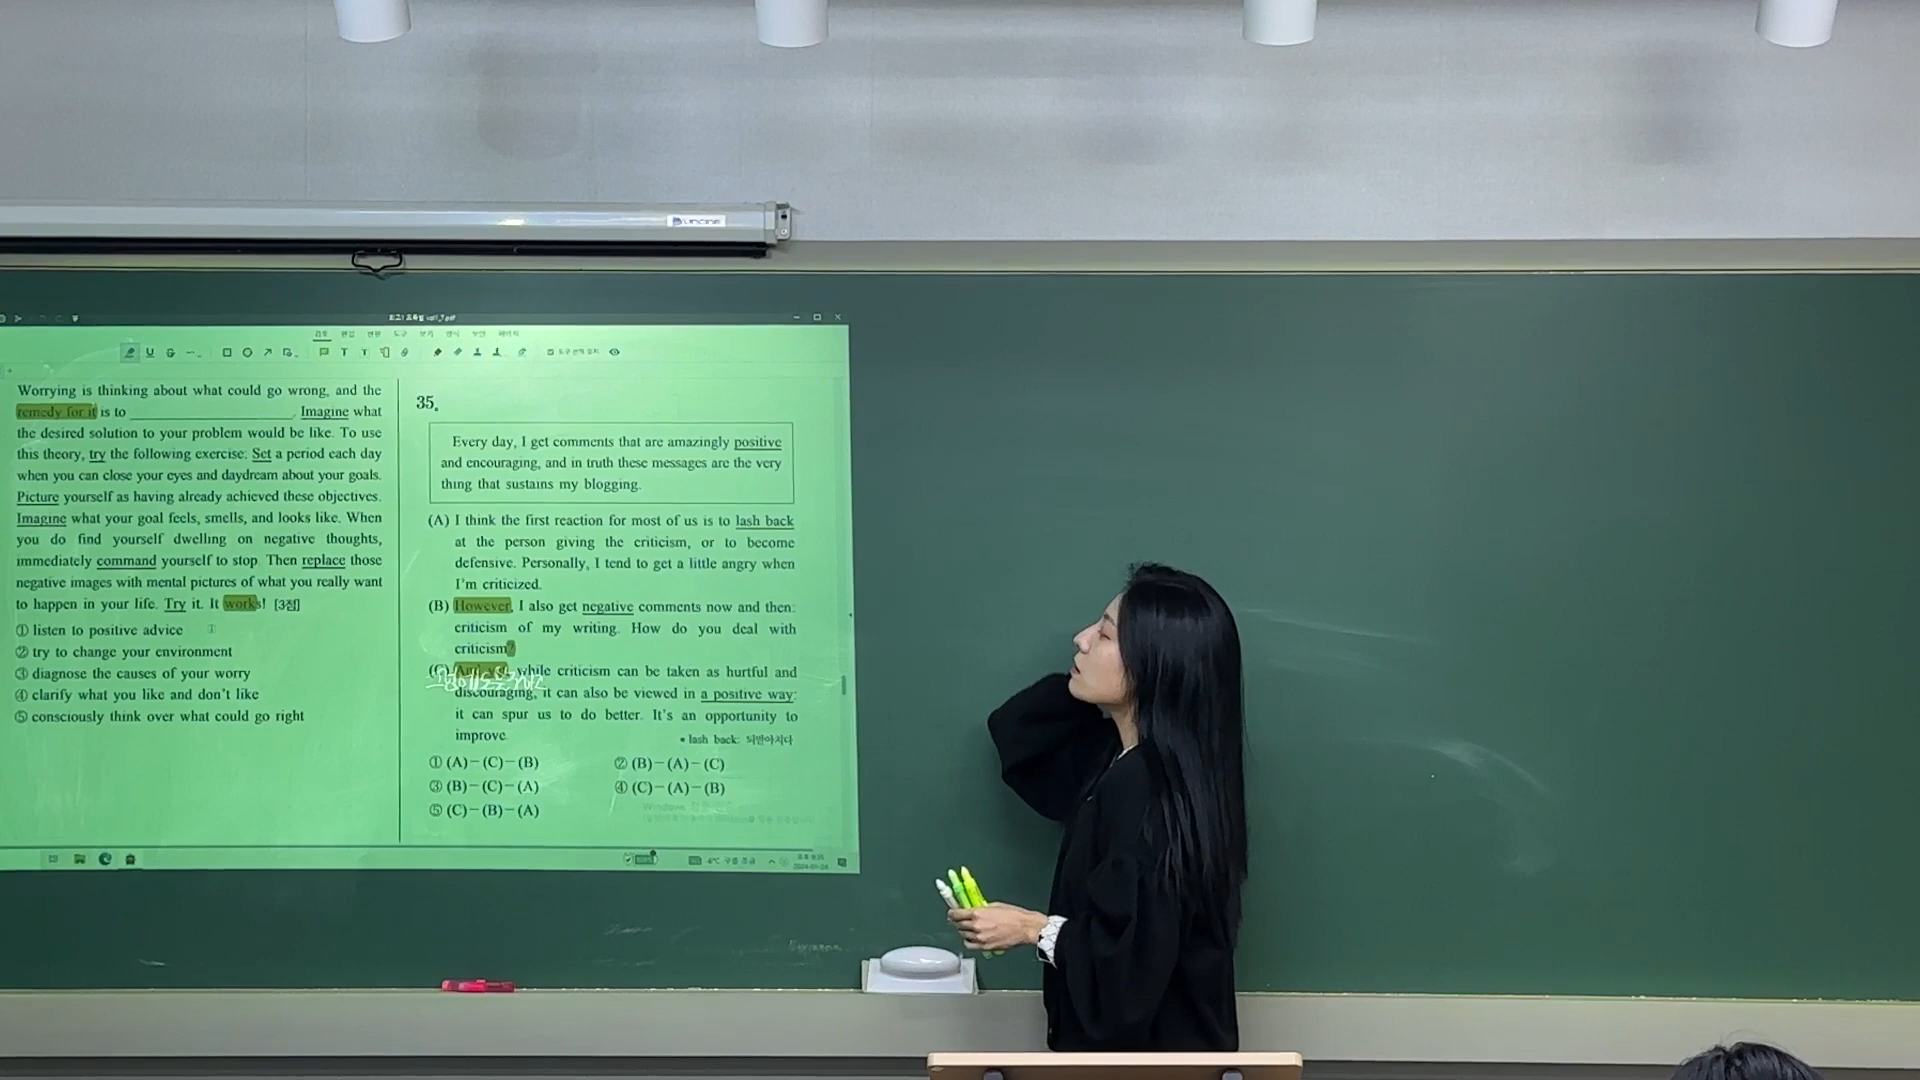 Worrying is thinking about what could go wrong, and the
remedy for it is to ____________. Imagine what
the desired solution to your problem would be like. To use
this theory, try the following exercise: Set a period each day
when you can close your eyes and daydream about your goals.
Picture yourself as having already achieved these objectives.
Imagine what your goal feels, smells, and looks like. When
you do find yourself dwelling on negative thoughts,
immediately command yourself to stop. Then replace those
negative images with mental pictures of what you really want
to happen in your life. Try it. It works! [3점]
① listen to positive advice
② try to change your environment
③ diagnose the causes of your worry
④ clarify what you like and don't like
⑤ consciously think over what could go right
35.
Every day, I get comments that are amazingly positive
and encouraging, and in truth these messages are the very
thing that sustains my blogging.
(A) I think the first reaction for most of us is to lash back
at the person giving the criticism, or to become
defensive. Personally, I tend to get a little angry when
I'm criticized.
(B) However, I also get negative comments now and then:
criticism of my writing. How do you deal with
criticism?
(C) while criticism can be taken as hurtful and
discouraging, it can also be viewed in a positive way:
it can spur us to do better. It's an opportunity to
improve.
* lash back: 되받아치다
① (A)-(C)-(B)
② (B)-(A)-(C)
③ (B)-(C)-(A)
④ (C)-(A)-(B)
⑤ (C)-(B)-(A)